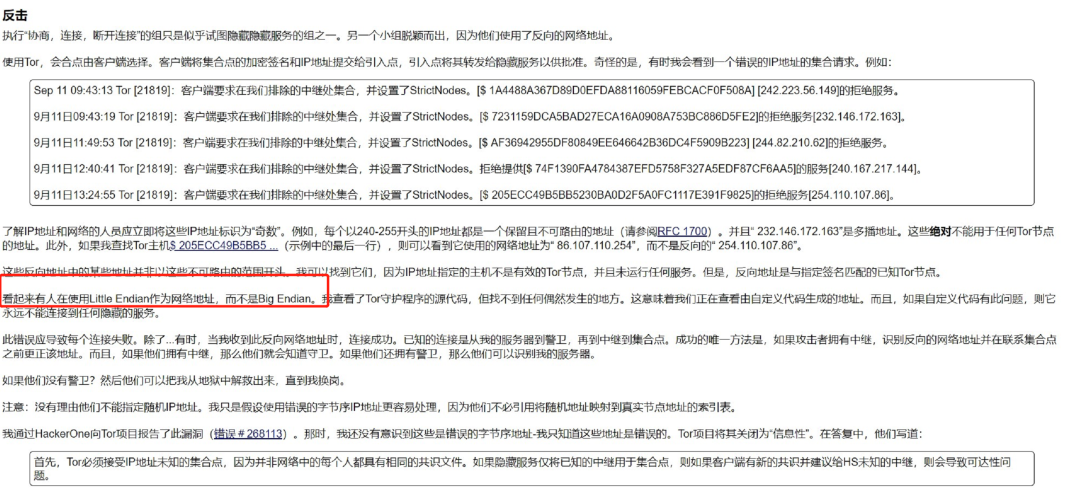 反击
执行“协商，连接，断开连接”的组只是似乎试图隐藏隐藏服务的组之一。另一个小组脱颖而出，因为他们使用了反向的网络地址。
使用Tor，会合点由客户端选择。客户端将集合点的加密签名和IP地址提交给引入点，引入点将其转发给隐藏服务以供批准。奇怪的是，有时我会看到一个错误的IP地址的集合请求。例如：
Sep 11 09:43:13 Tor [21819]：客户端要求在我们排除的中继处集合，并设置了StrictNodes。[$ 1A4488A367D89D0EFDA88116059FEBCACF0F508A] [242.223.56.149]的拒绝服务。
9月11日09:43:19 Tor [21819]：客户端要求在我们排除的中继处集合，并设置了StrictNodes。[$ 7231159DCA5BAD27ECA16A0908A753BC886D5FE2]的拒绝服务[232.146.172.163]。
9月11日11:49:53 Tor [21819]：客户端要求在我们排除的中继处集合，并设置了StrictNodes。[$ AF36942955DF80849EE646642B36DC4F5909B223] [244.82.210.62]的拒绝服务。
9月11日12:40:41 Tor [21819]：客户端要求在我们排除的中继处集合，并设置了StrictNodes。拒绝提供[$ 74F1390FA4784387EFD5758F327A5EDF87CF6AA5]的服务[240.167.217.144]。
9月11日13:24:55 Tor [21819]：客户端要求在我们排除的中继处集合，并设置了StrictNodes。[$ 205ECC49B5BB5230BA0D2F5A0FC1117E391F9825]的拒绝服务[254.110.107.86]。
了解IP地址和网络的人员应立即将这些IP地址标识为“奇数”。例如，每个以240-255开头的IP地址都是一个保留且不可路由的地址（请参阅RFC 1700）。并且“ 232.146.172.163”是多播地址。这些绝对不能用于任何Tor节点
的地址。此外，如果我查找Tor主机$ 205ECC49B5BB5 ...（示例中的最后一行），则可以看到它使用的网络地址为“ 86.107.110.254”，而不是反向的“ 254.110.107.86”。
这些反向地址中的某些地址并非以这些不可路由的范围开头。我可以找到它们，因为IP地址指定的主机不是有效的Tor节点，并且未运行任何服务。但是，反向地址是与指定签名匹配的已知Tor节点。
看起来有人在使用Little Endian作为网络地址，而不是Big Endian。我查看了Tor守护程序的源代码，但找不到任何偶然发生的地方。这意味着我们正在查看由自定义代码生成的地址。而且，如果自定义代码有此问题，则它
永远不能连接到任何隐藏的服务。
此错误应导致每个连接失败。除了...有时，当我收到此反向网络地址时，连接成功。已知的连接是从我的服务器到警卫，再到中继到集合点。成功的唯一方法是，如果攻击者拥有中继，识别反向的网络地址并在联系集合点
之前更正该地址。而且，如果他们拥有中继，那么他们就会知道守卫。如果他们还拥有警卫，那么他们可以识别我的服务器。
如果他们没有警卫？然后他们可以把我从地狱中解救出来，直到我换岗。
注意：没有理由他们不能指定随机IP地址。我只是假设使用错误的字节序IP地址更容易处理，因为他们不必引用将随机地址映射到真实节点地址的索引表。
我通过HackerOne向Tor项目报告了此漏洞（错误＃268113）。那时，我还没有意识到这些是错误的字节序地址-我只知道这些地址是错误的。Tor项目将其关闭为“信息性”。在答复中，他们写道：
首先，Tor必须接受IP地址未知的集合点，因为并非网络中的每个人都具有相同的共识文件。如果隐藏服务仅将已知的中继用于集合点，则如果客户端有新的共识并建议给HS未知的中继，则会导致可达性问
题。